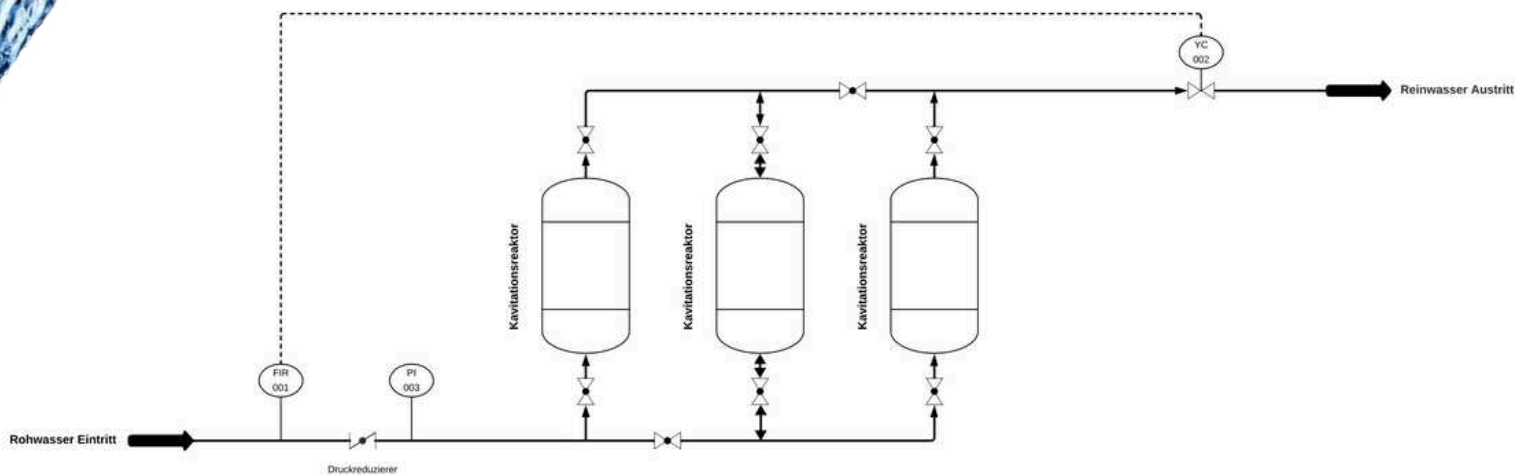 YC
002
Reinwasser Austritt
Kavitationsreaktor
Kavitationsreaktor
Kavitationsreaktor
FIR
001
PI
003
Rohwasser Eintritt
Druckreduzierer